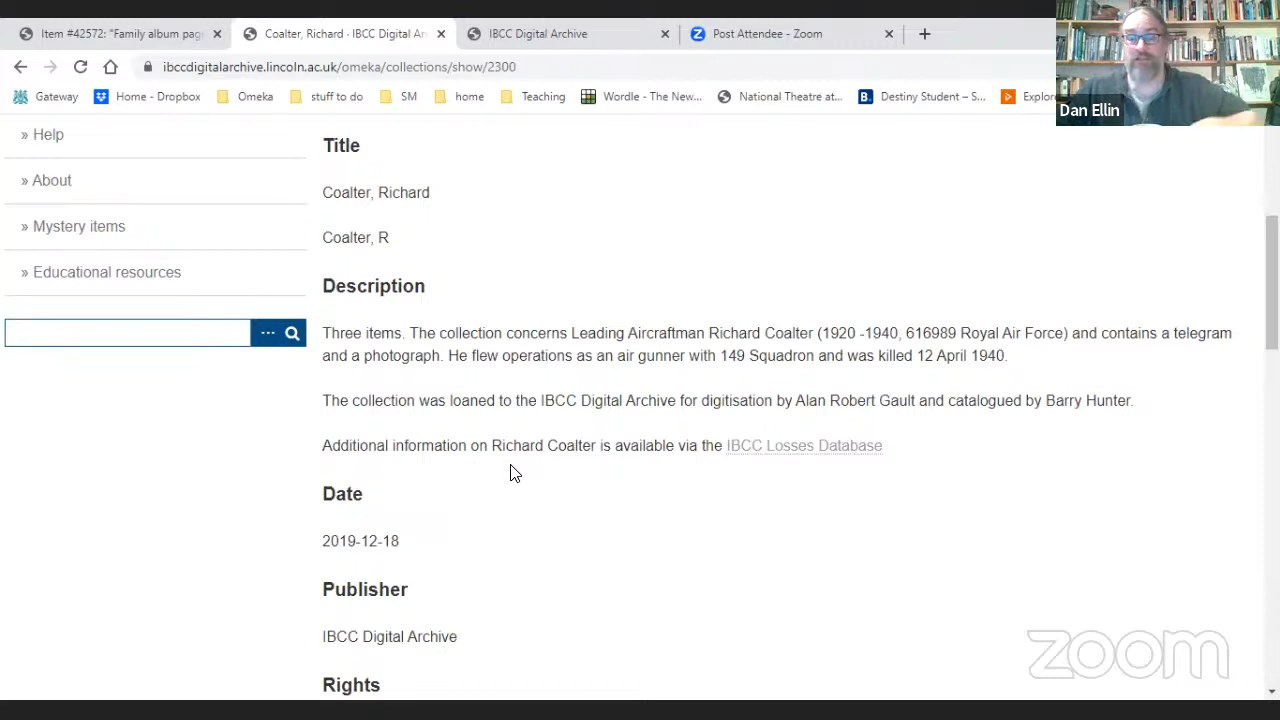 Item #42572: "Family album pag
Coalter, Richard · IBCC Digital Ar
IBCC Digital Archive
Post Attendee - Zoom
ibccdigitalarchive.lincoln.ac.uk/omeka/collections/show/2300
Gateway
Home - Dropbox
Omeka
stuff to do
SM
home
Teaching
Wordle - The New...
National Theatre at...
B.
Destiny Student – S...
Explor
Dan Ellin
» Help
» About
» Mystery items
» Educational resources
...
Title
Coalter, Richard
Coalter, R
Description
Three items. The collection concerns Leading Aircraftman Richard Coalter (1920 -1940, 616989 Royal Air Force) and contains a telegram
and a photograph. He flew operations as an air gunner with 149 Squadron and was killed 12 April 1940.
The collection was loaned to the IBCC Digital Archive for digitisation by Alan Robert Gault and catalogued by Barry Hunter.
Additional information on Richard Coalter is available via the IBCC Losses Database
Date
2019-12-18
Publisher
IBCC Digital Archive
Rights
zoom